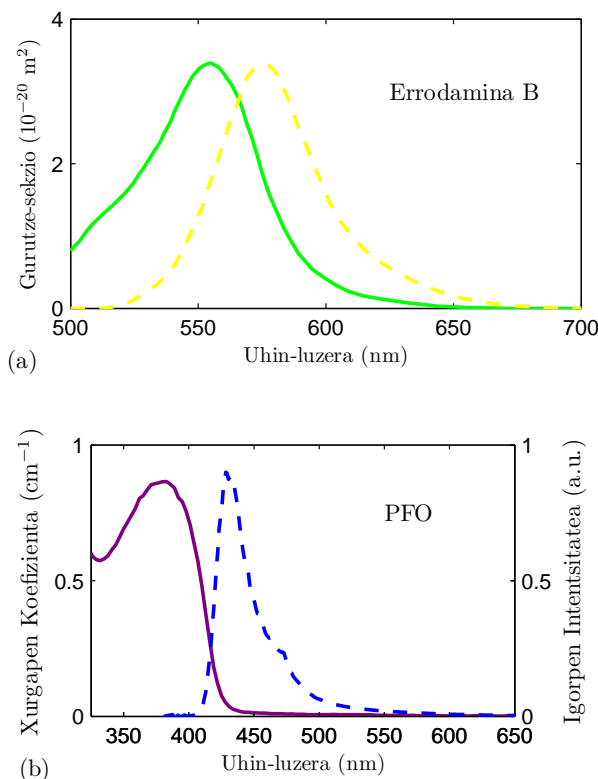 Gurutze-sekzio (10⁻²⁰ m²)
4
2
0
Errodamina B
500 550 600 650 700
Uhin-luzera (nm)
(a)
Xurgapen Koefizienta (cm⁻¹)
1
0.5
0
PFO
1
0.5
0
Igorpen Intentsitatea (a.u.)
350 400 450 500 550 600 650
Uhin-luzera (nm)
(b)